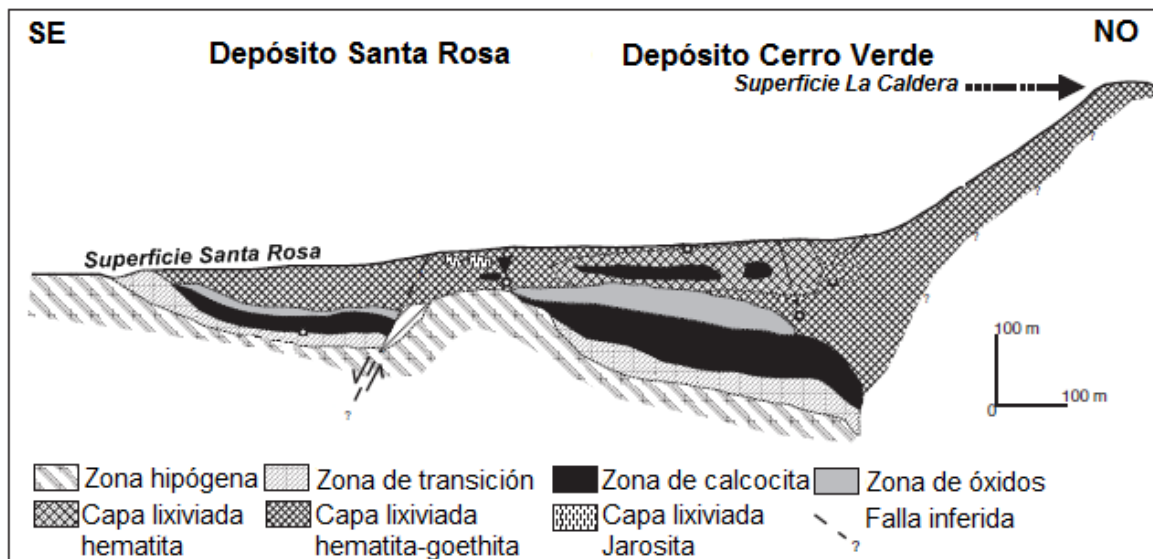 SE
NO
Depósito Santa Rosa
Depósito Cerro Verde
Superficie La Caldera
?
Superficie Santa Rosa
?
?
?
100 m
0
100 m
?
?
Zona hipógena
Zona de transición
Zona de calcocita
Zona de óxidos
Capa lixiviada
hematita
Capa lixiviada
hematita-goethita
Capa lixiviada
Jarosita
Falla inferida
?